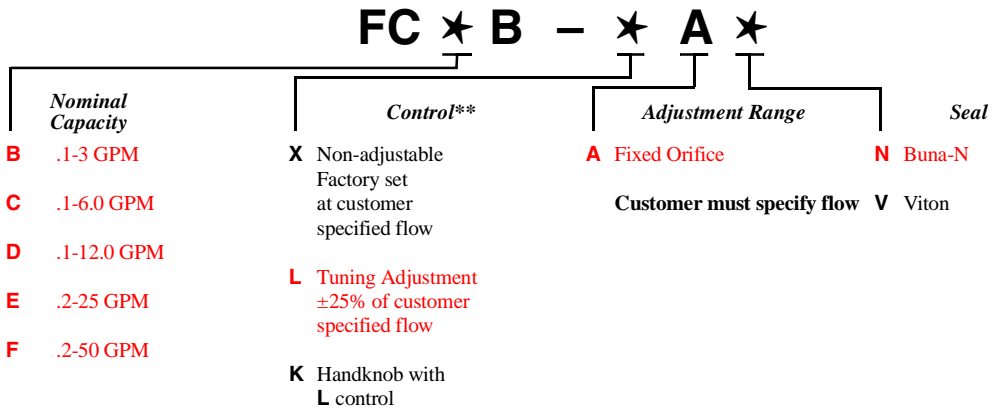 FC ✶ B – ✶ A ✶
Nominal
Capacity
B .1-3 GPM
C .1-6.0 GPM
D .1-12.0 GPM
E .2-25 GPM
F .2-50 GPM
Control**
X Non-adjustable
Factory set
at customer
specified flow
L Tuning Adjustment
±25% of customer
specified flow
K Handknob with
L control
Adjustment Range
A Fixed Orifice
Customer must specify flow
Seal
N Buna-N
V Viton